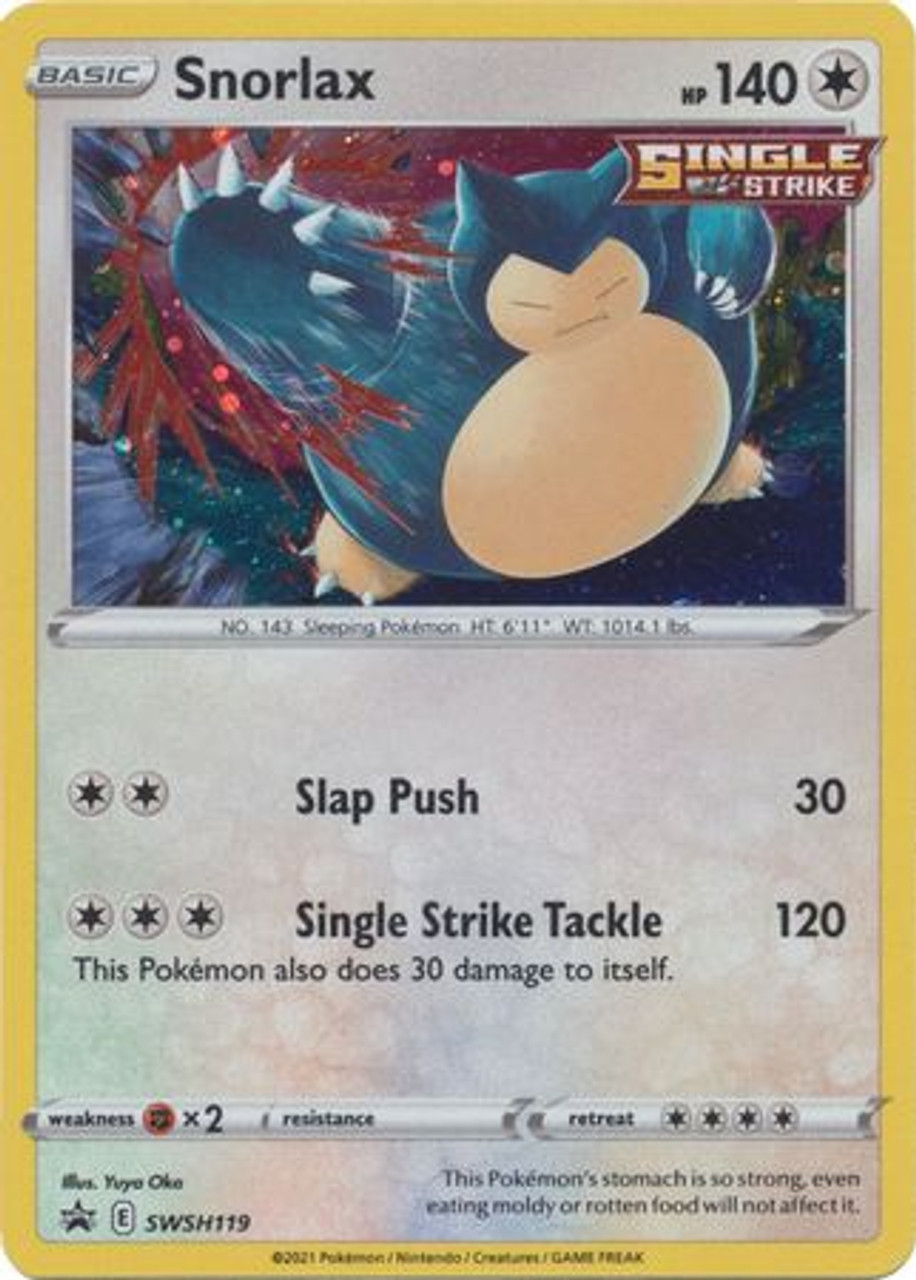 BASIC Snorlax HP 140
SINGLE
STRIKE
NO. 143 Sleeping Pokémon HT: 6'11" WT: 1014.1 lbs.
Slap Push 30
Single Strike Tackle 120
This Pokémon also does 30 damage to itself.
weakness ×2 resistance retreat
Illus. Yuya Oka
This Pokémon's stomach is so strong, even
eating moldy or rotten food will not affect it.
E SWSH119
©2021 Pokémon / Nintendo / Creatures / GAME FREAK